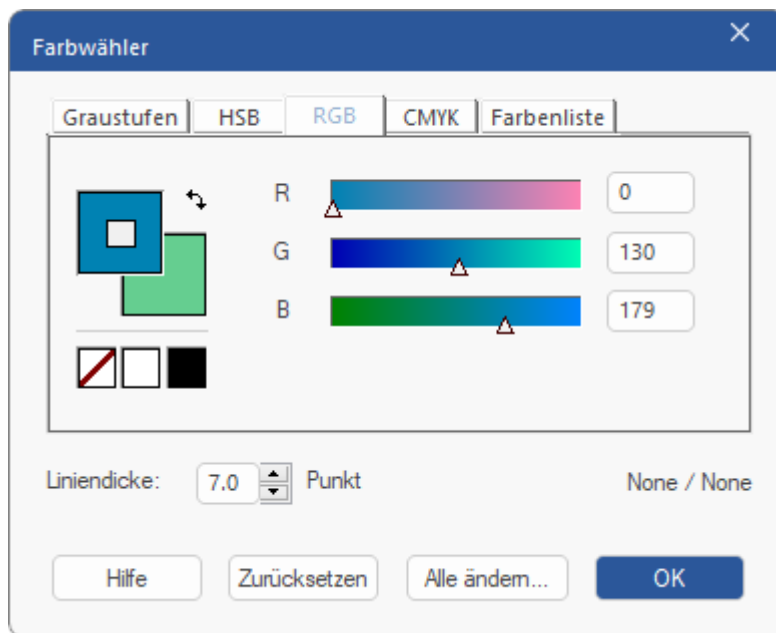 Farbwähler
Graustufen HSB RGB CMYK Farbenliste
R 0
G 130
B 179
Liniendicke: 7.0 Punkt None / None
Hilfe Zurücksetzen Alle ändern... OK